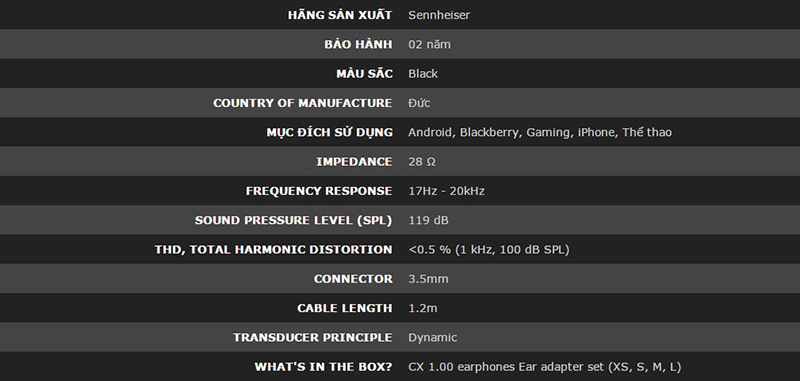 HÃNG SẢN XUẤT Sennheiser
BẢO HÀNH 02 năm
MÀU SẮC Black
COUNTRY OF MANUFACTURE Đức
MỤC ĐÍCH SỬ DỤNG Android, Blackberry, Gaming, iPhone, Thể thao
IMPEDANCE 28 Ω
FREQUENCY RESPONSE 17Hz - 20kHz
SOUND PRESSURE LEVEL (SPL) 119 dB
THD, TOTAL HARMONIC DISTORTION <0.5 % (1 kHz, 100 dB SPL)
CONNECTOR 3.5mm
CABLE LENGTH 1.2m
TRANSDUCER PRINCIPLE Dynamic
WHAT'S IN THE BOX? CX 1.00 earphones Ear adapter set (XS, S, M, L)